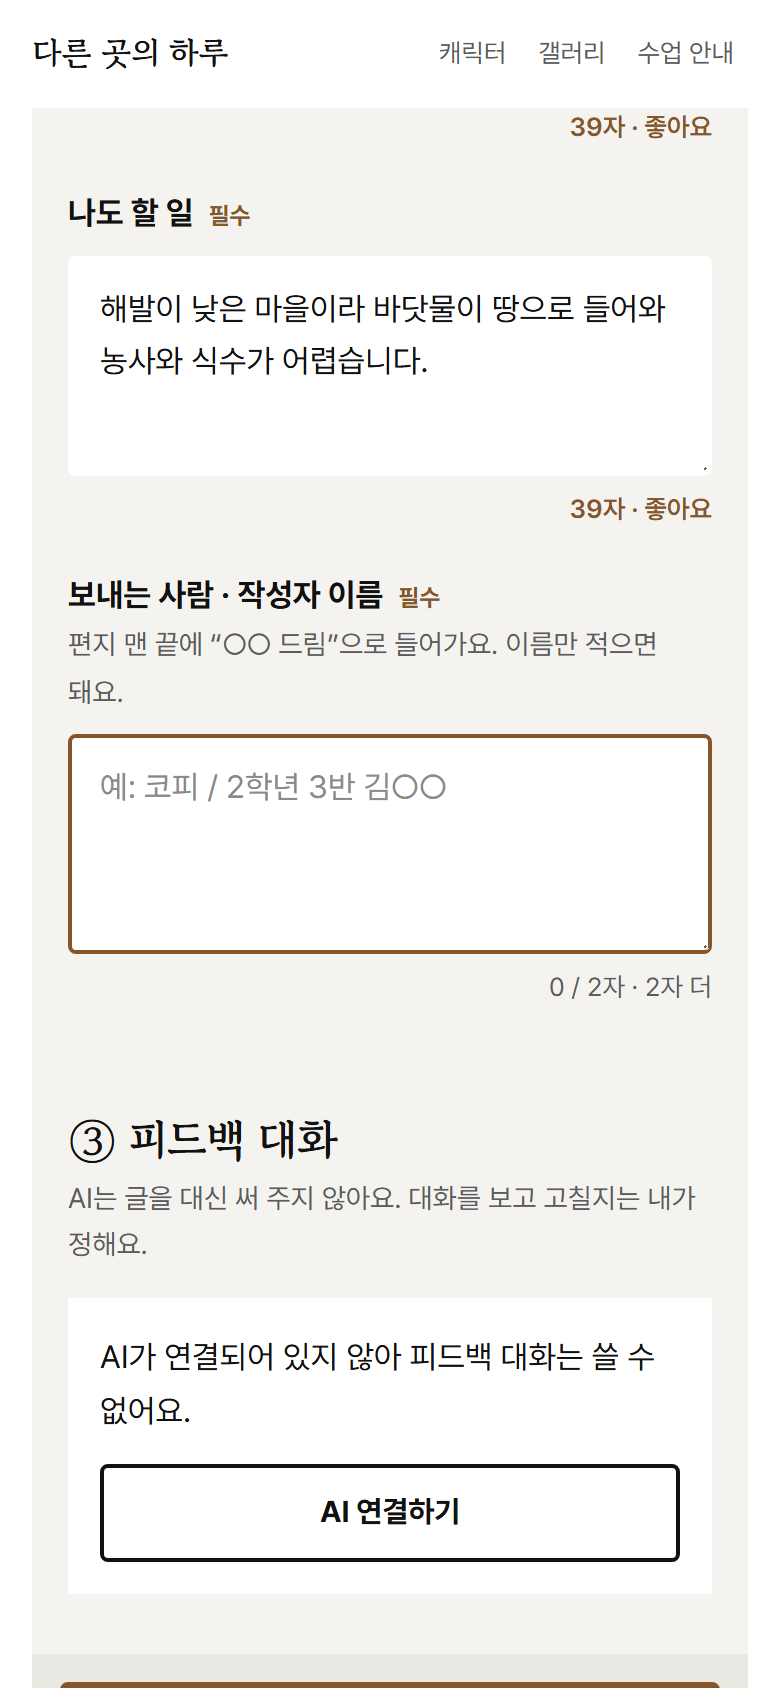 다른 곳의 하루
캐릭터 갤러리 수업 안내
39자 · 좋아요
나도 할 일 필수
해발이 낮은 마을이라 바닷물이 땅으로 들어와
농사와 식수가 어렵습니다.
39자 · 좋아요
보내는 사람 · 작성자 이름 필수
편지 맨 끝에 “〇〇 드림”으로 들어가요. 이름만 적으면
돼요.
예: 코피 / 2학년 3반 김〇〇
0 / 2자 · 2자 더
③ 피드백 대화
AI는 글을 대신 써 주지 않아요. 대화를 보고 고칠지는 내가
정해요.
AI가 연결되어 있지 않아 피드백 대화는 쓸 수
없어요.
AI 연결하기